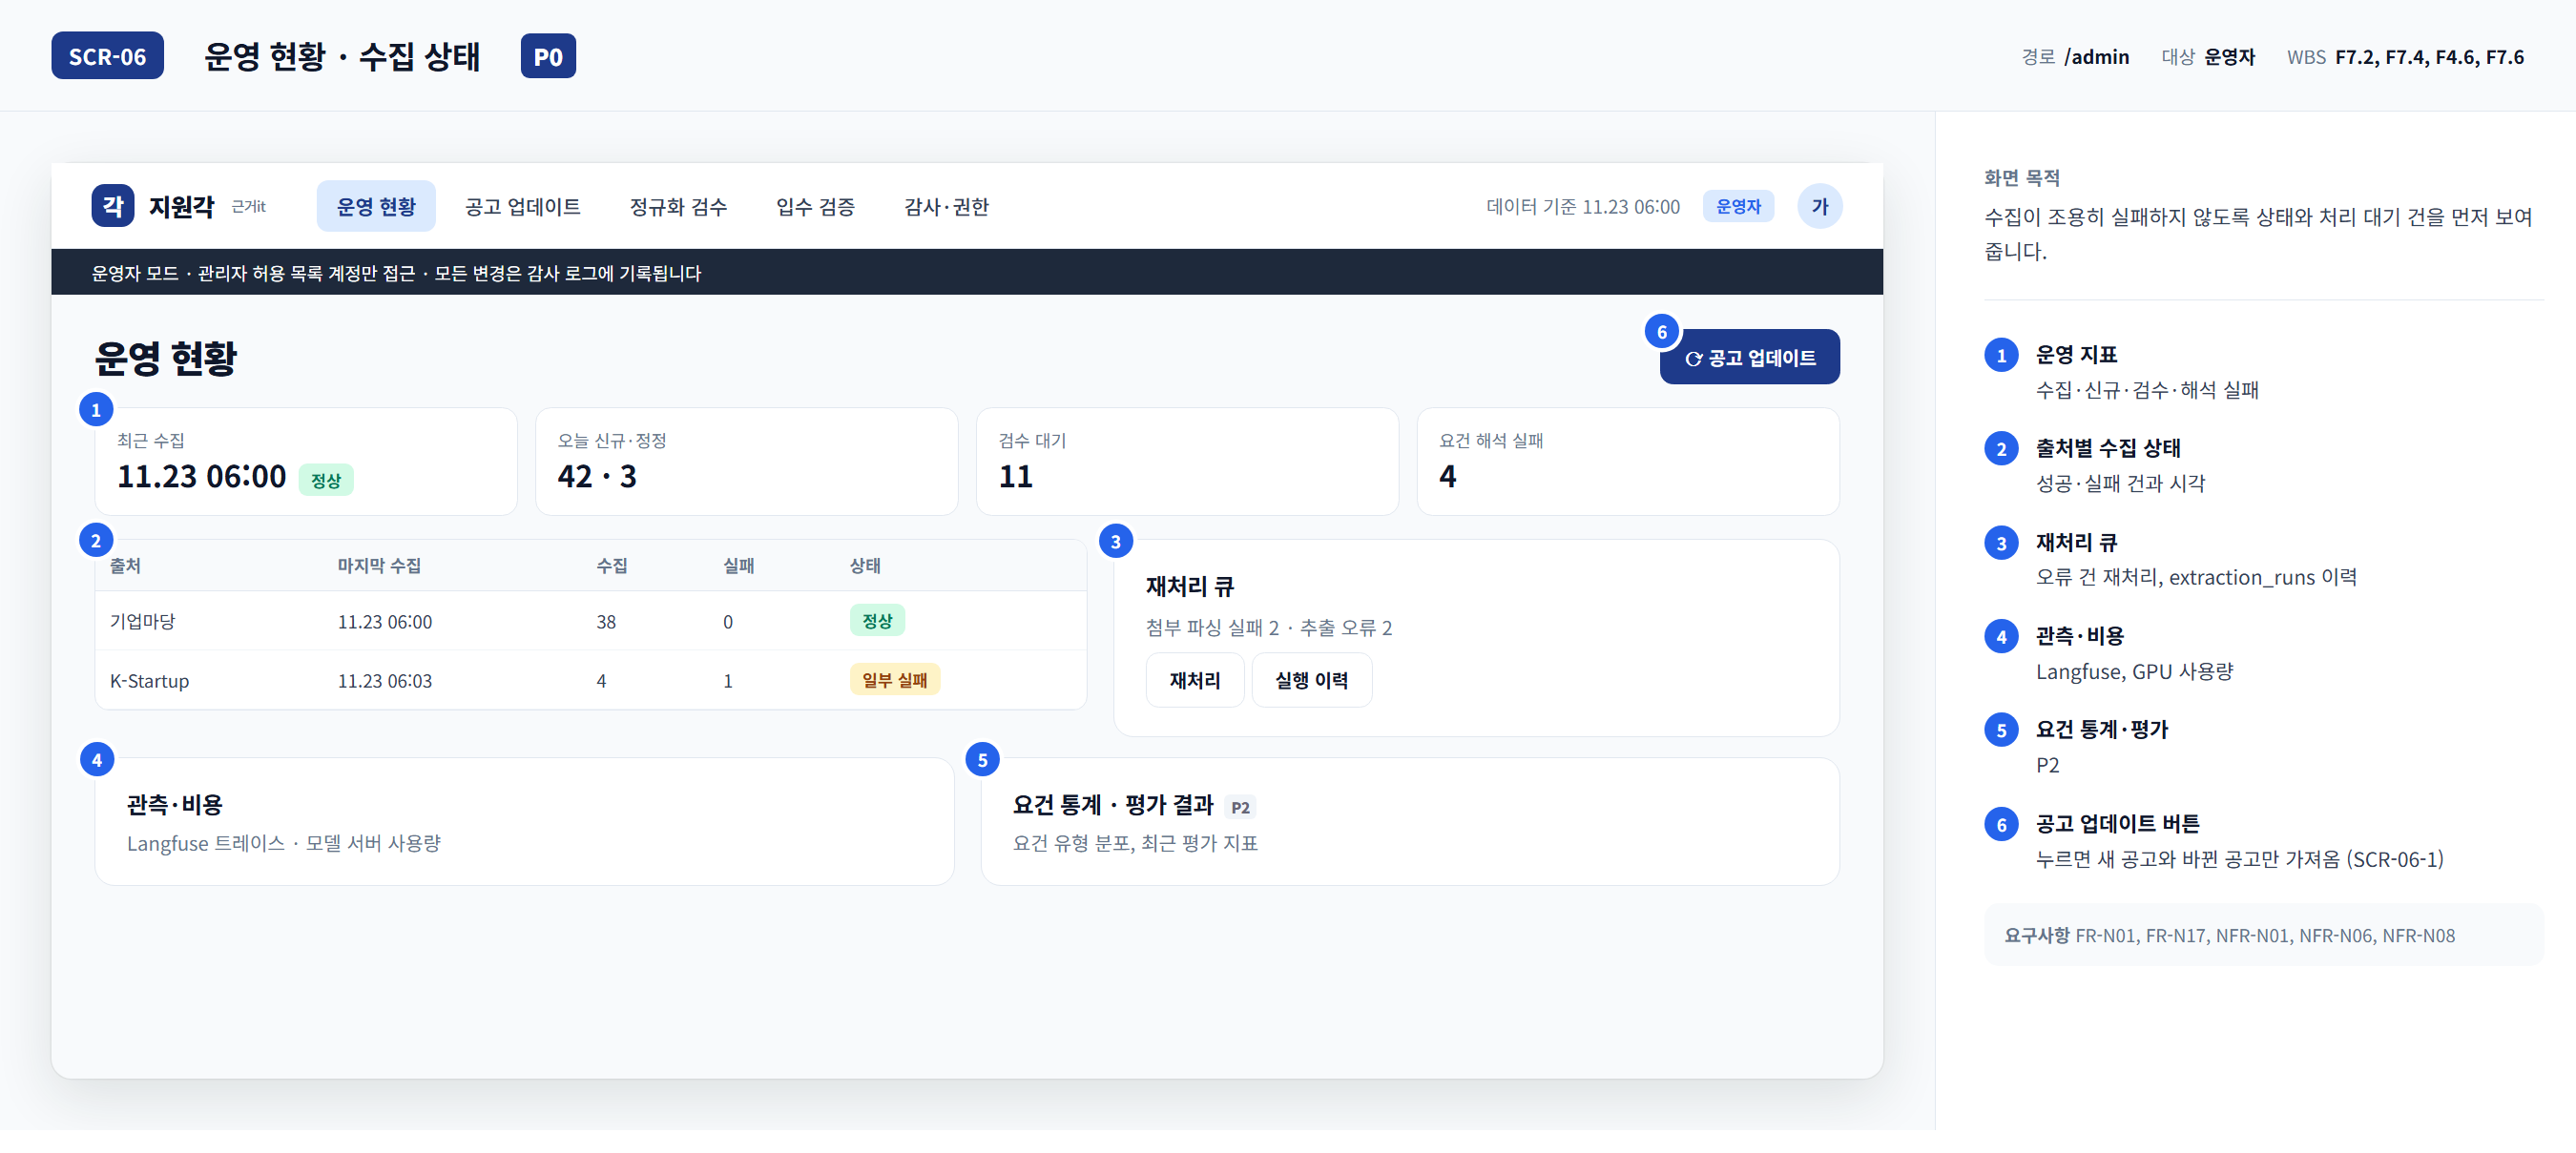 SCR-06 운영 현황 · 수집 상태 P0
경로 /admin 대상 운영자 WBS F7.2, F7.4, F4.6, F7.6
각 지원각 근거it 운영 현황 공고 업데이트 정규화 검수 입수 검증 감사·권한 데이터 기준 11.23 06:00 운영자 가
운영자 모드 · 관리자 허용 목록 계정만 접근 · 모든 변경은 감사 로그에 기록됩니다
운영 현황
6 ⟳ 공고 업데이트
1
최근 수집
11.23 06:00 정상
오늘 신규·정정
42 · 3
검수 대기
11
요건 해석 실패
4
2
출처 마지막 수집 수집 실패 상태
기업마당 11.23 06:00 38 0 정상
K-Startup 11.23 06:03 4 1 일부 실패
3
재처리 큐
첨부 파싱 실패 2 · 추출 오류 2
재처리 실행 이력
4
관측·비용
Langfuse 트레이스 · 모델 서버 사용량
5
요건 통계 · 평가 결과 P2
요건 유형 분포, 최근 평가 지표
화면 목적
수집이 조용히 실패하지 않도록 상태와 처리 대기 건을 먼저 보여
줍니다.
1 운영 지표
수집·신규·검수·해석 실패
2 출처별 수집 상태
성공·실패 건과 시각
3 재처리 큐
오류 건 재처리, extraction_runs 이력
4 관측·비용
Langfuse, GPU 사용량
5 요건 통계·평가
P2
6 공고 업데이트 버튼
누르면 새 공고와 바뀐 공고만 가져옴 (SCR-06-1)
요구사항 FR-N01, FR-N17, NFR-N01, NFR-N06, NFR-N08